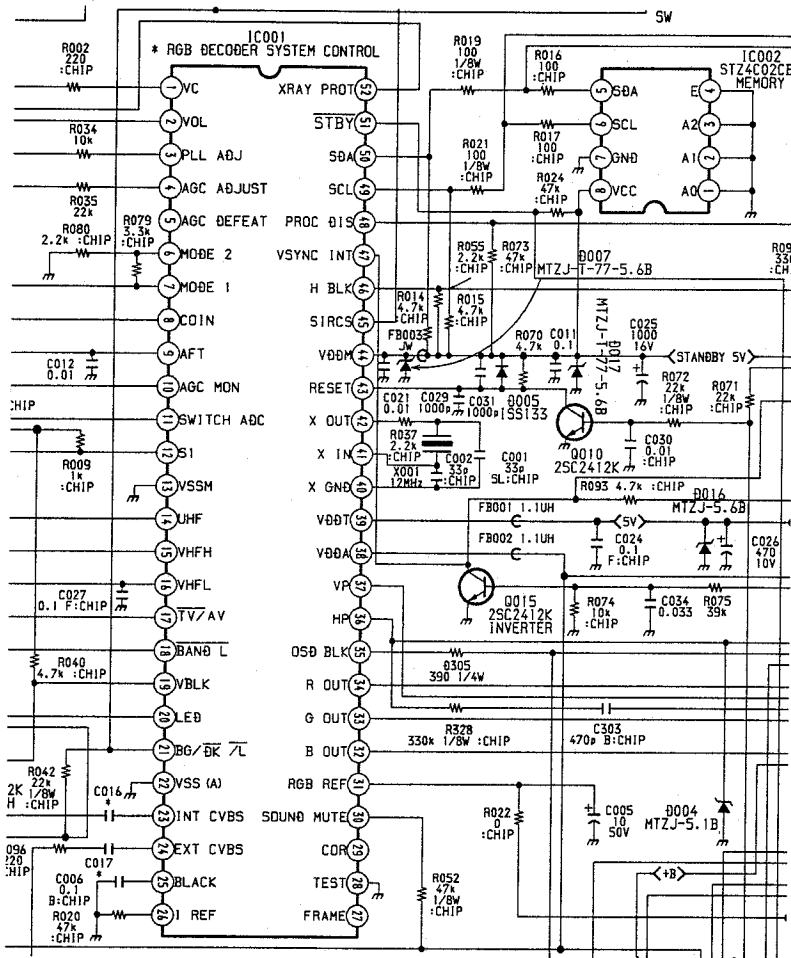 SW
IC001
* RGB DECODER SYSTEM CONTROL
R002
220
:CHIP
R034
10k
R035
22k
R080
2.2k :CHIP
R079
3.3k
:CHIP
C012
0.01
CHIP
R009
1k
:CHIP
C027
0.1 F:CHIP
R040
4.7k :CHIP
R042
22k
1/8W
:CHIP
2K
H
C016
*
R096
220
CHIP
C017
*
C006
0.1
B:CHIP
R020
47k
:CHIP
1 VC
2 VOL
3 PLL ADJ
4 AGC ADJUST
5 AGC DEFEAT
6 MODE 2
7 MODE 1
8 COIN
9 AFT
10 AGC MON
11 SWITCH ADC
12 S1
13 VSSM
14 UHF
15 VHFH
16 VHFL
17 TV/AV
18 BAND L
19 VBLK
20 LED
21 BG/DK /L
22 VSS (A)
23 INT CVBS
24 EXT CVBS
25 BLACK
26 I REF
XRAY PROT 52
STBY 51
SDA 50
SCL 49
PROC DIS 48
VSYNC INT 47
H BLK 46
SIRCS 45
VDDM 44
RESET 43
X OUT 42
X IN 41
X GND 40
VDDT 39
VDDA 38
VP 37
HP 36
OSD BLK 35
R OUT 34
G OUT 33
B OUT 32
RGB REF 31
SOUND MUTE 30
COR 29
TEST 28
FRAME 27
R019
100
1/8W
:CHIP
R016
100
:CHIP
R021
100
1/8W
:CHIP
R017
100
:CHIP
R024
47k
:CHIP
IC002
STZ4C02CB
MEMORY
5 SDA
6 SCL
7 GND
8 VCC
E 4
A2 3
A1 2
A0 1
R055
2.2k
:CHIP
R073
47k
:CHIP
D007
MTZJ-T-77-5.6B
R09
33
:CHI
R014
4.7k
:CHIP
R015
4.7k
:CHIP
FB003
JW
R070
4.7k
C011
0.1
D017
MTZJ-T-77-5.6B
C025
1000
16V
STANDBY 5V
R072
22k
1/8W
:CHIP
R071
22k
:CHIP
C021
0.01
C029
1000p
C031
1000p
D005
ISS133
R037
2.2k
:CHIP
X001
12MHz
C002
33p
:CHIP
C001
33p
SL:CHIP
Q010
2SC2412K
C030
0.01
:CHIP
R093 4.7k :CHIP
FB001 1.1UH
FB002 1.1UH
5V
D016
MTZJ-5.6B
C024
0.1
F:CHIP
C026
470
10V
Q015
2SC2412K
INVERTER
R074
10k
:CHIP
C034
0.033
R075
39k
D305
390 1/4W
R328
330k 1/8W :CHIP
C303
470p B:CHIP
R022
0
:CHIP
C005
10
50V
D004
MTZJ-5.1B
R052
47k
1/8W
:CHIP
+B